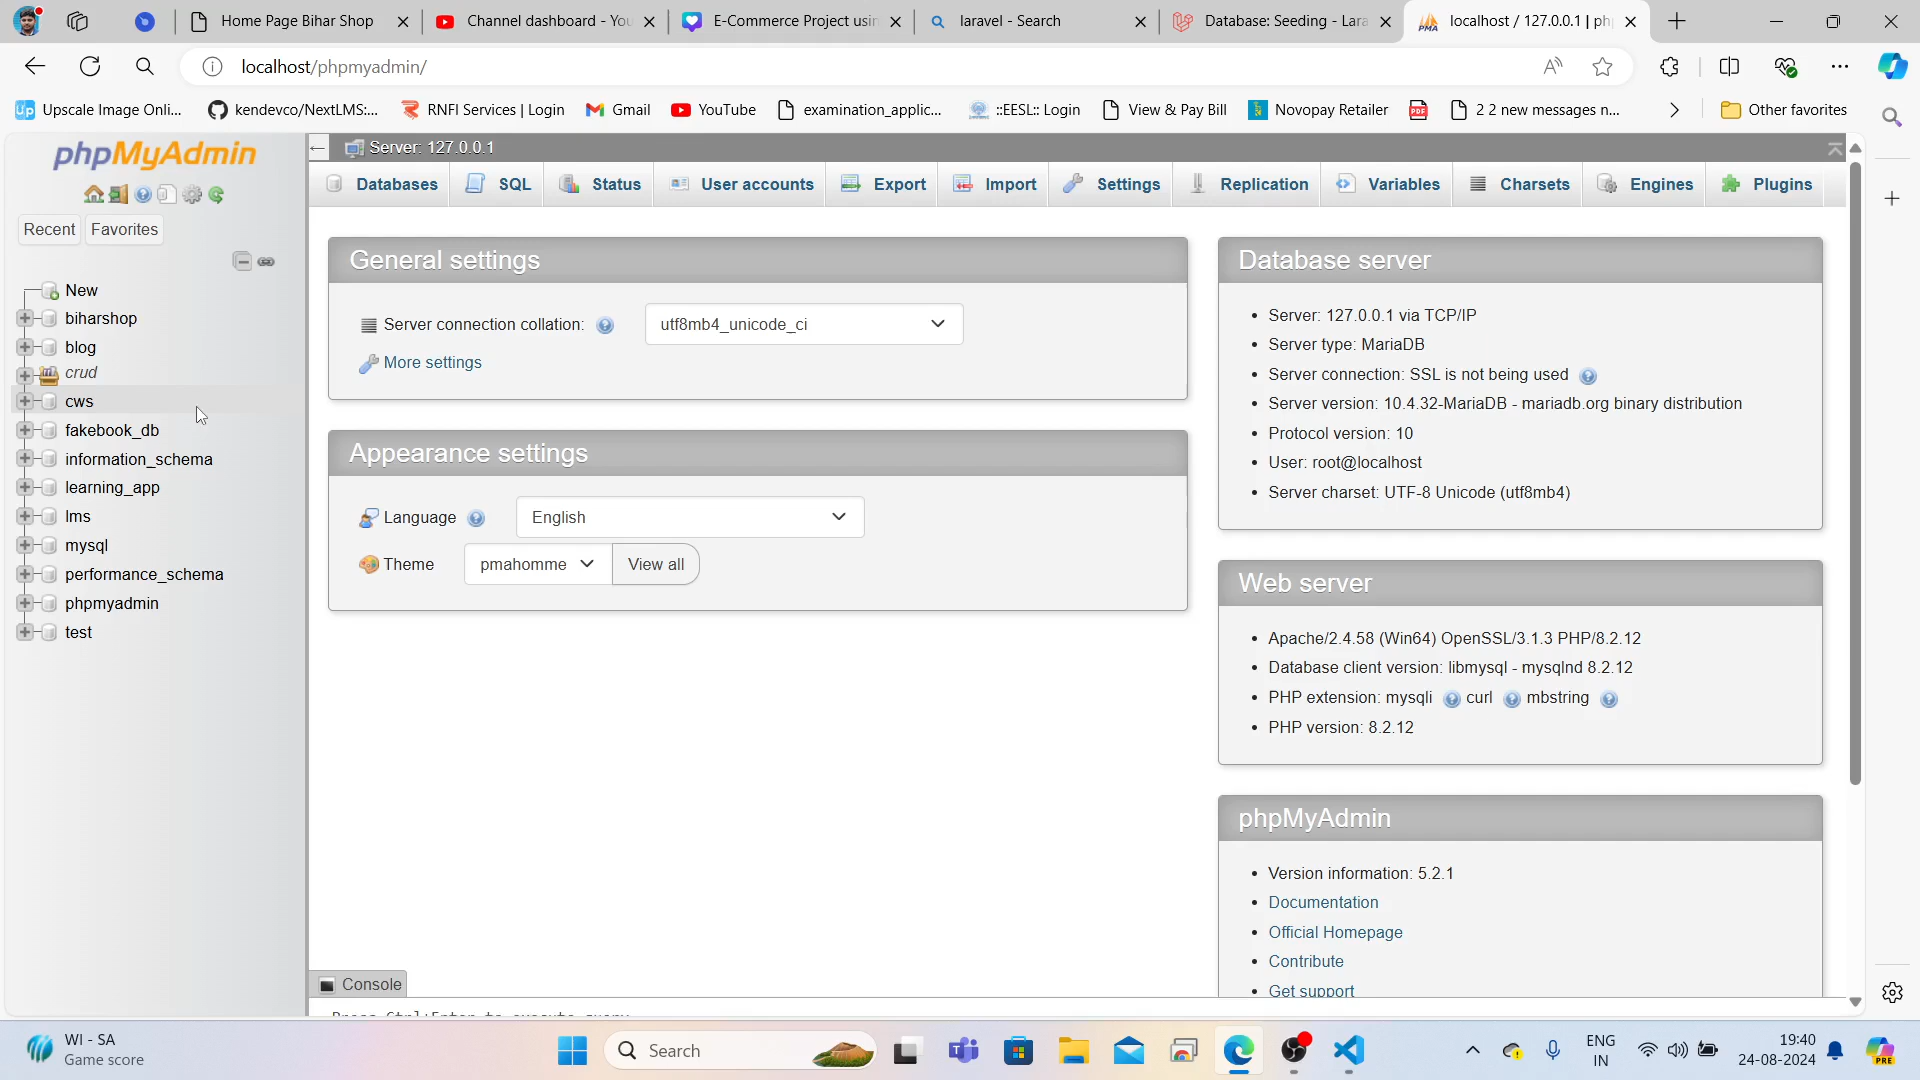 Home Page Bihar Shop
Channel dashboard - You
E-Commerce Project usin
laravel - Search
Database: Seeding - Lara
localhost / 127.0.0.1 | ph
localhost/phpmyadmin/
Upscale Image Onli...
kendevco/NextLMS:...
RNFI Services | Login
Gmail
YouTube
examination_applic...
::EESL:: Login
View & Pay Bill
Novopay Retailer
2 2 new messages n...
Other favorites
phpMyAdmin
Recent
Favorites
New
biharshop
blog
crud
cws
fakebook_db
information_schema
learning_app
lms
mysql
performance_schema
phpmyadmin
test
Server: 127.0.0.1
Databases
SQL
Status
User accounts
Export
Import
Settings
Replication
Variables
Charsets
Engines
Plugins
General settings
Server connection collation:
utf8mb4_unicode_ci
More settings
Appearance settings
Language
English
Theme
pmahomme
View all
Database server
Server: 127.0.0.1 via TCP/IP
Server type: MariaDB
Server connection: SSL is not being used
Server version: 10.4.32-MariaDB - mariadb.org binary distribution
Protocol version: 10
User: root@localhost
Server charset: UTF-8 Unicode (utf8mb4)
Web server
Apache/2.4.58 (Win64) OpenSSL/3.1.3 PHP/8.2.12
Database client version: libmysql - mysqlnd 8.2.12
PHP extension: mysqli curl mbstring
PHP version: 8.2.12
phpMyAdmin
Version information: 5.2.1
Documentation
Official Homepage
Contribute
Get support
Console
Press Ctrl+Enter to execute query
WI - SA
Game score
Search
ENG
IN
19:40
24-08-2024